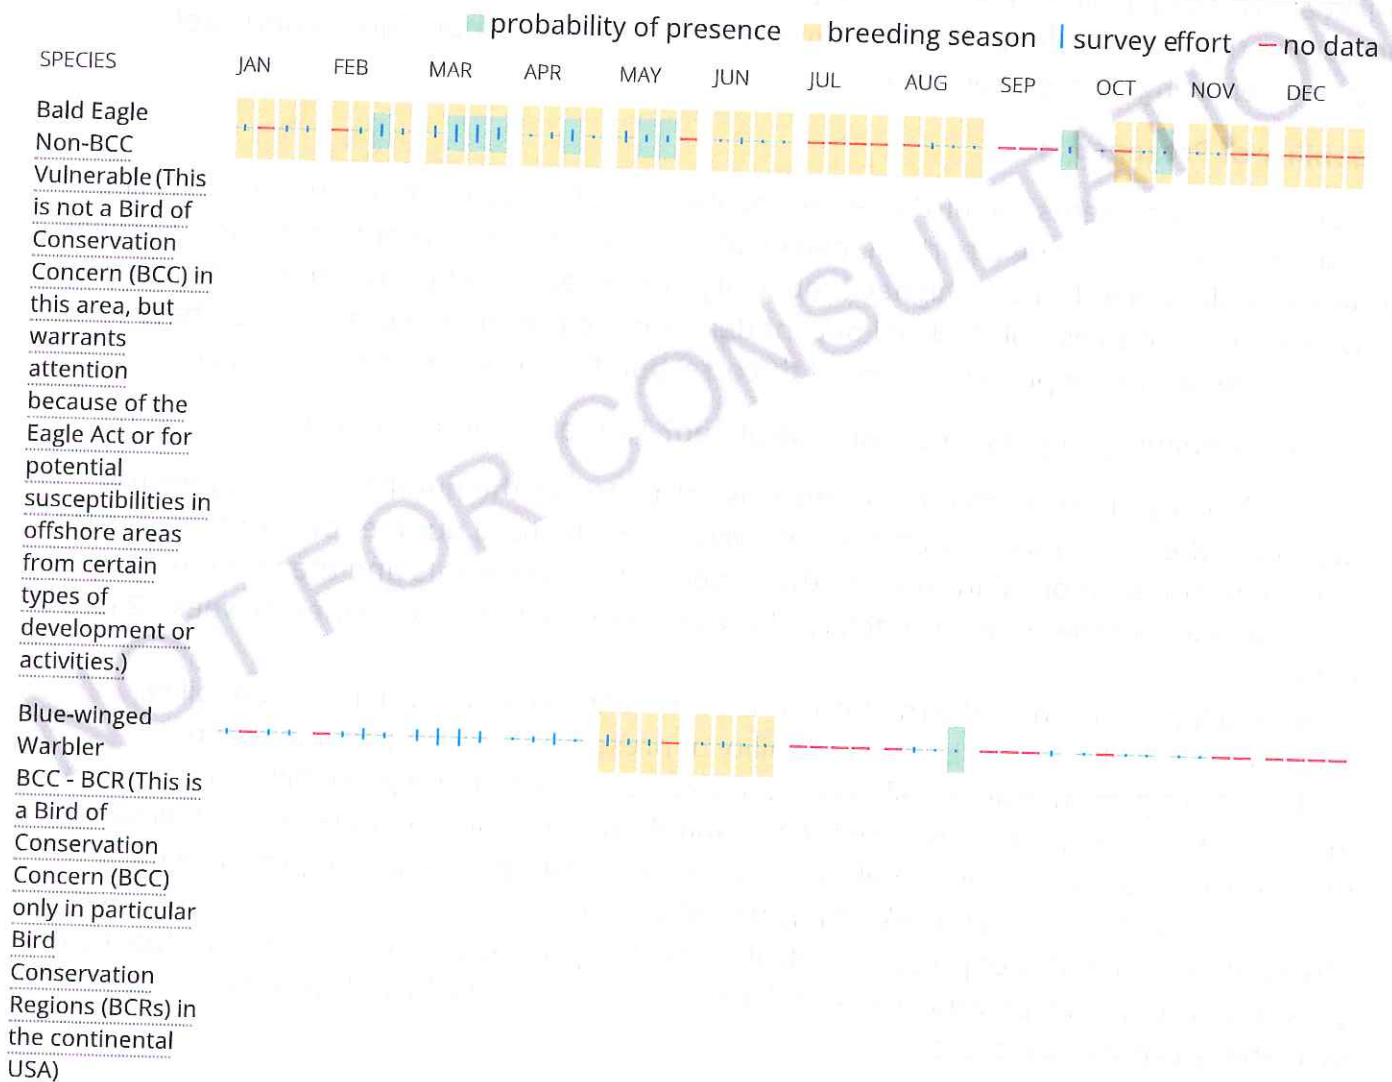 probability of presence breeding season survey effort no data
SPECIES JAN FEB MAR APR MAY JUN JUL AUG SEP OCT NOV DEC
Bald Eagle
Non-BCC
Vulnerable (This
is not a Bird of
Conservation
Concern (BCC) in
this area, but
warrants
attention
because of the
Eagle Act or for
potential
susceptibilities in
offshore areas
from certain
types of
development or
activities.)
Blue-winged
Warbler
BCC - BCR (This is
a Bird of
Conservation
Concern (BCC)
only in particular
Bird
Conservation
Regions (BCRs) in
the continental
USA)
NOT FOR CONSULTATION